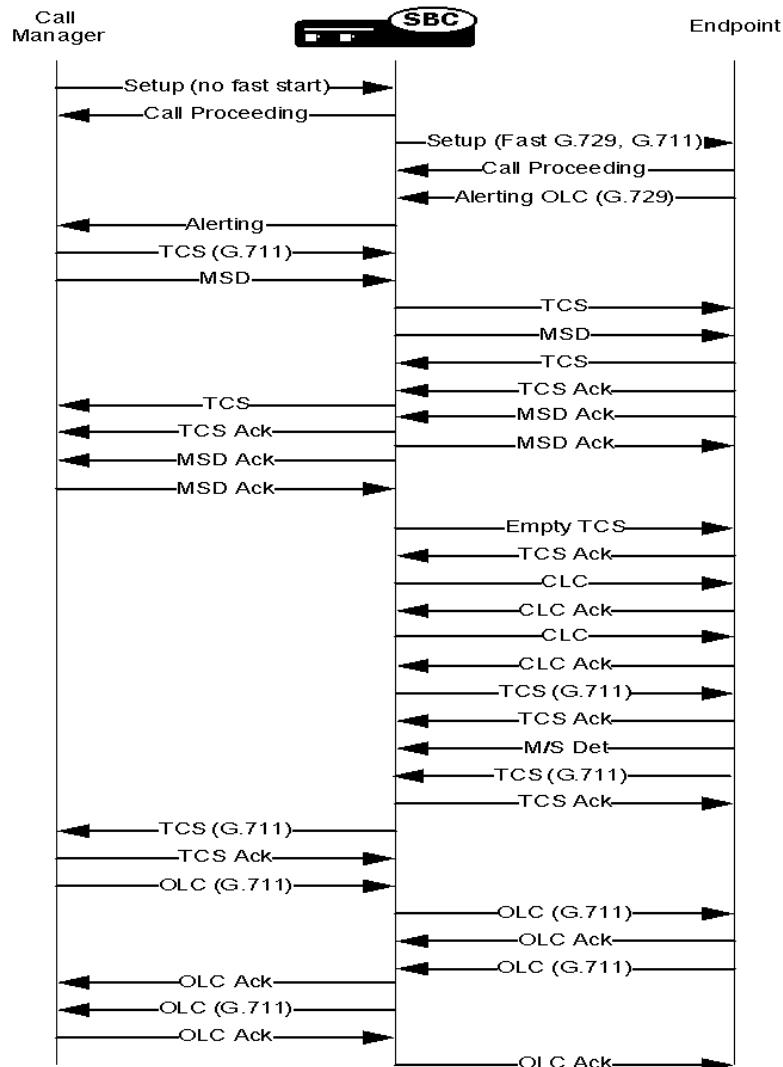 Call
Manager
SBC
Endpoint
Setup (no fast start)
Call Proceeding
Setup (Fast G.729, G.711)
Call Proceeding
Alerting OLC (G.729)
Alerting
TCS (G.711)
MSD
TCS
MSD
TCS
TCS Ack
TCS
MSD Ack
TCS Ack
MSD Ack
MSD Ack
MSD Ack
Empty TCS
TCS Ack
CLC
CLC Ack
CLC
CLC Ack
TCS (G.711)
TCS Ack
M/S Det
TCS (G.711)
TCS Ack
TCS (G.711)
TCS Ack
OLC (G.711)
OLC (G.711)
OLC Ack
OLC (G.711)
OLC Ack
OLC (G.711)
OLC Ack
OLC Ack